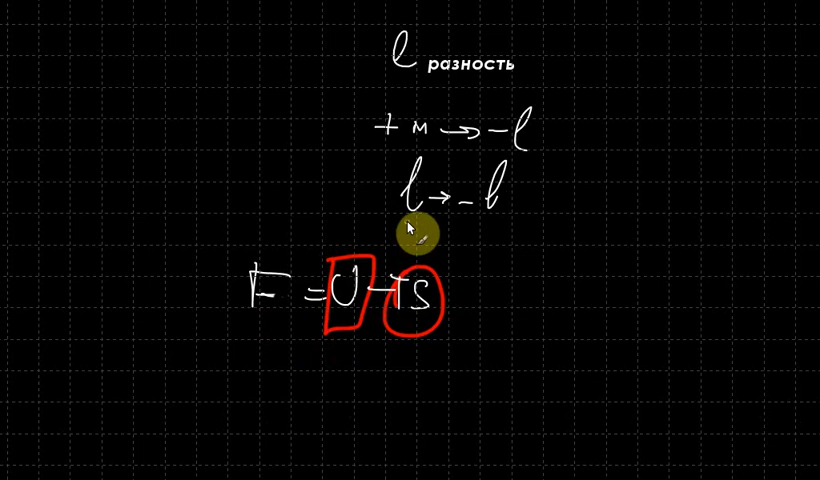 l разность
+ м → - l
l → - l
F = U - TS